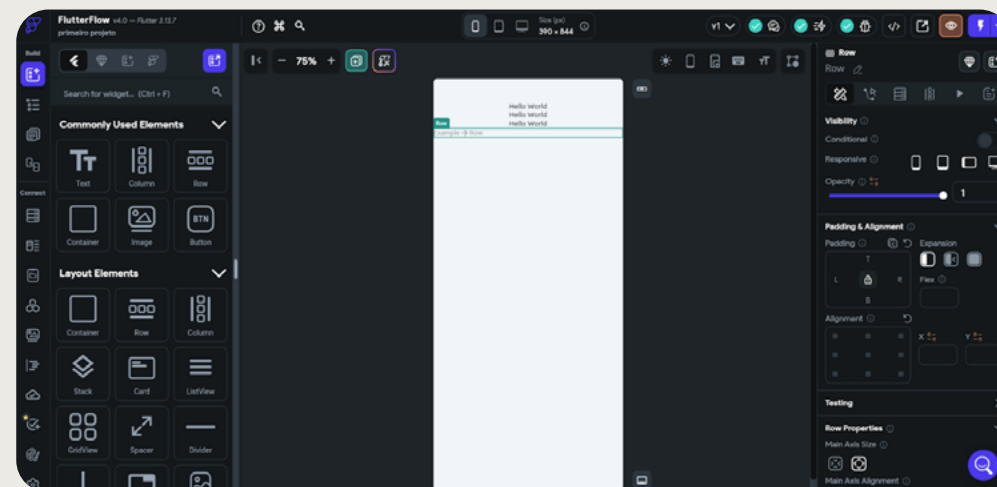 FlutterFlow v4.0 - Flutter 3.13.7
primeiro projeto
Size (px)
390 × 844
v1
Build
Connect
75%
Search for widget... (Ctrl + F)
Commonly Used Elements
Text
Column
Row
Container
Image
BTN
Button
Layout Elements
Container
Row
Column
Stack
Card
ListView
GridView
Spacer
Divider
Hello World
Hello World
Hello World
Row
Example -> Row
Row
Row
Visibility
Conditional
Responsive
Opacity
1
Padding & Alignment
Padding
Expansion
T
L
R
B
Flex
Alignment
X
Y
Testing
Row Properties
Main Axis Size
Main Axis Alignment